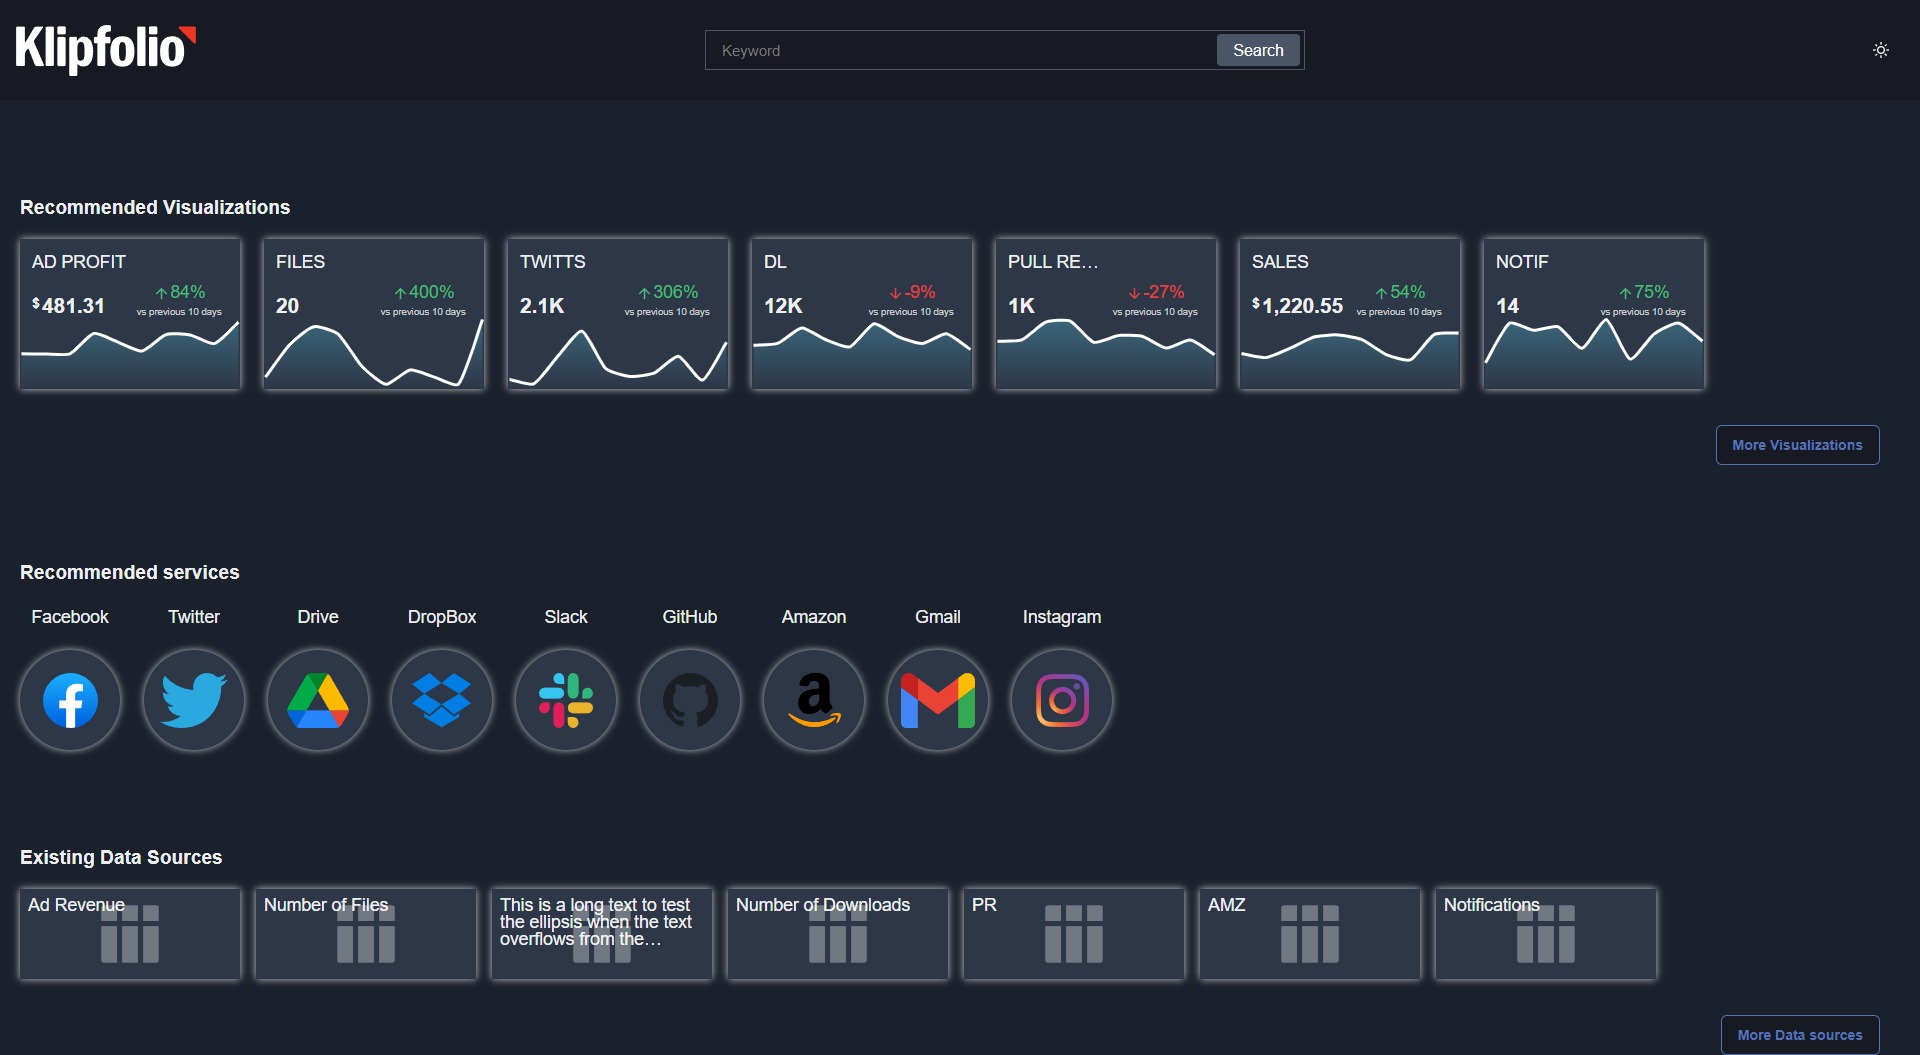 Klipfolio
Keyword
Search
Recommended Visualizations
AD PROFIT
$481.31
84%
vs previous 10 days
FILES
20
400%
vs previous 10 days
TWITTS
2.1K
306%
vs previous 10 days
DL
12K
-9%
vs previous 10 days
PULL RE…
1K
-27%
vs previous 10 days
SALES
$1,220.55
54%
vs previous 10 days
NOTIF
14
75%
vs previous 10 days
More Visualizations
Recommended services
Facebook
Twitter
Drive
DropBox
Slack
GitHub
Amazon
Gmail
Instagram
Existing Data Sources
Ad Revenue
Number of Files
This is a long text to test
the ellipsis when the text
overflows from the…
Number of Downloads
PR
AMZ
Notifications
More Data sources